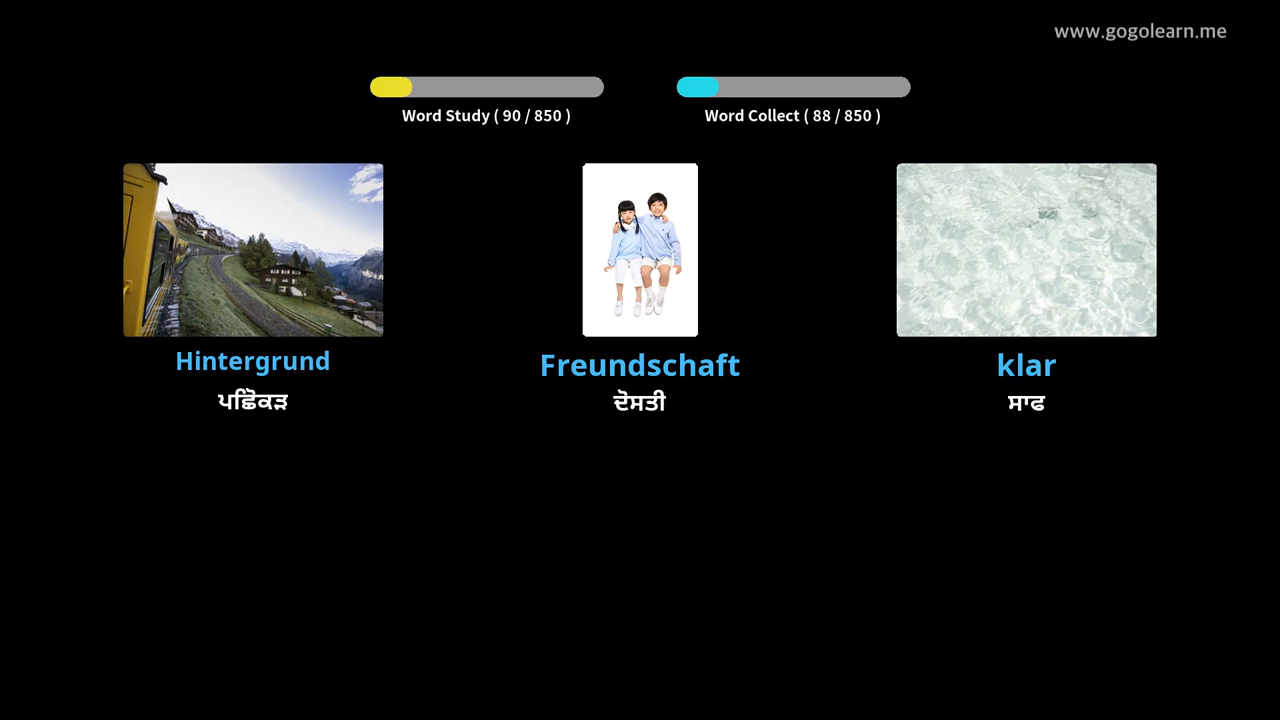 www.gogolearn.me
Word Study ( 90 / 850 )
Word Collect ( 88 / 850 )
Hintergrund
Freundschaft
klar
ਪਛਿੋਕੜ
ਦੋਸਤੀ
ਸਾਫ